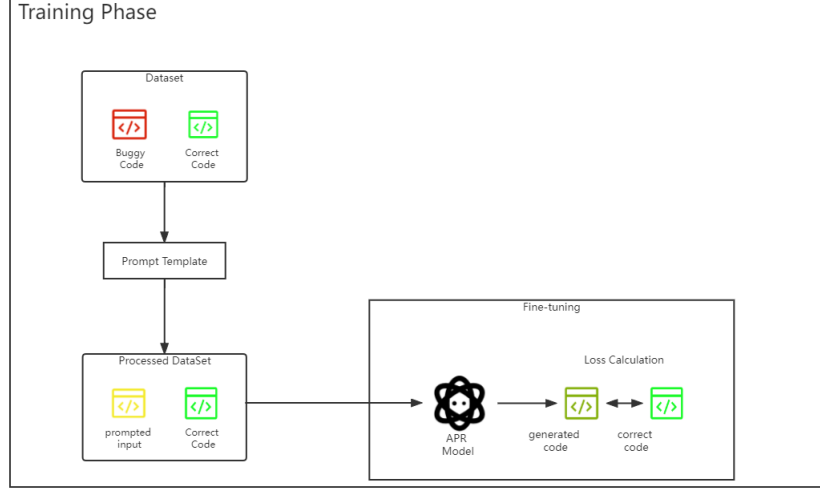 Training Phase
Dataset
</>
</>
Buggy
Code
Correct
Code
Prompt Template
Processed DataSet
</>
</>
prompted
input
Correct
Code
Fine-tuning
Loss Calculation
</>
</>
APR
Model
generated
code
correct
code